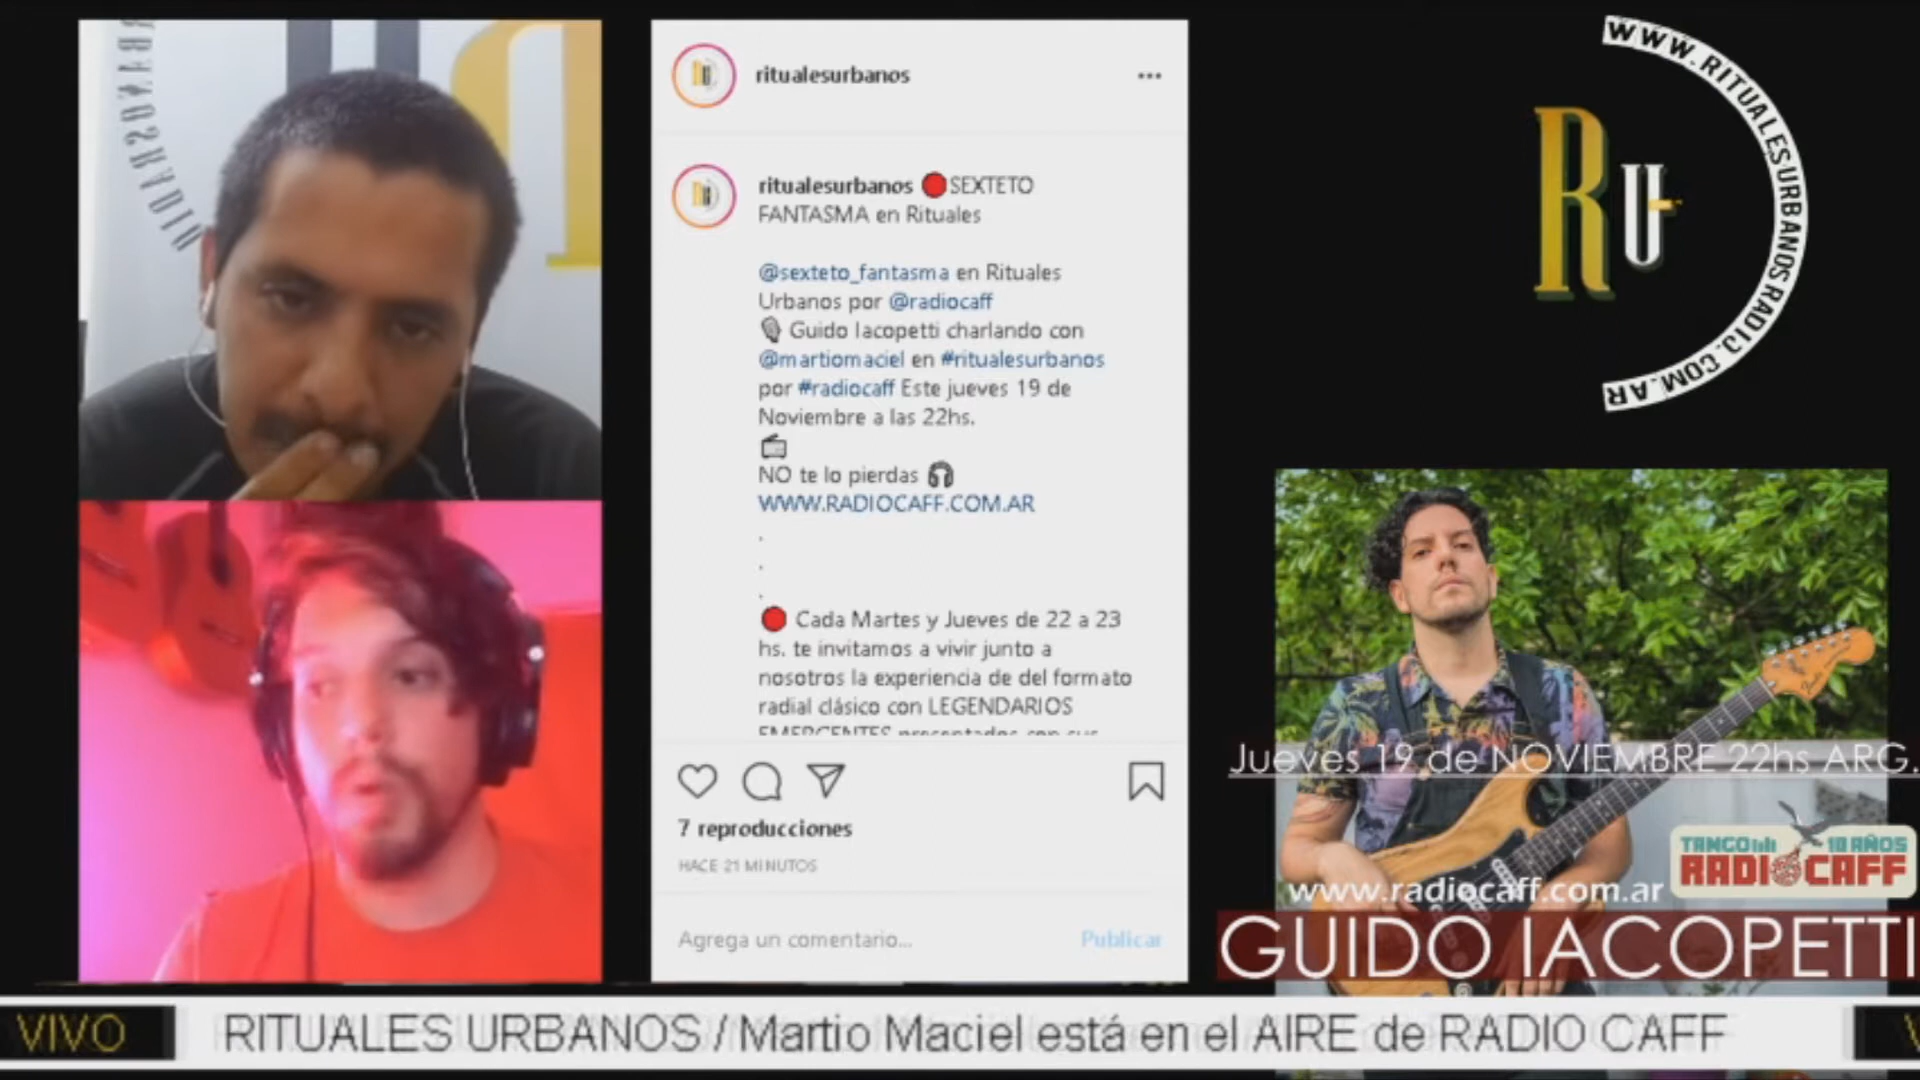 ritualesurbanos
ritualesurbanos 🔴SEXTETO
FANTASMA en Rituales
@sexteto_fantasma en Rituales
Urbanos por @radiocaff
🎙 Guido Iacopetti charlando con
@martiomaciel en #ritualesurbanos
por #radiocaff Este jueves 19 de
Noviembre a las 22hs.
📻
NO te lo pierdas 🎧
WWW.RADIOCAFF.COM.AR
.
.
.
🔴 Cada Martes y Jueves de 22 a 23
hs. te invitamos a vivir junto a
nosotros la experiencia de del formato
radial clásico con LEGENDARIOS
EMERGENTES presentados con sus
7 reproducciones
HACE 21 MINUTOS
Agrega un comentario...
Publicar
WWW.RITUALESURBANOSRADIO.COM.AR
RU
Jueves 19 de NOVIEMBRE 22hs ARG.
TANGO 10 AÑOS
RADIOCAFF
www.radiocaff.com.ar
GUIDO IACOPETTI
VIVO
RITUALES URBANOS / Martio Maciel está en el AIRE de RADIO CAFF
V